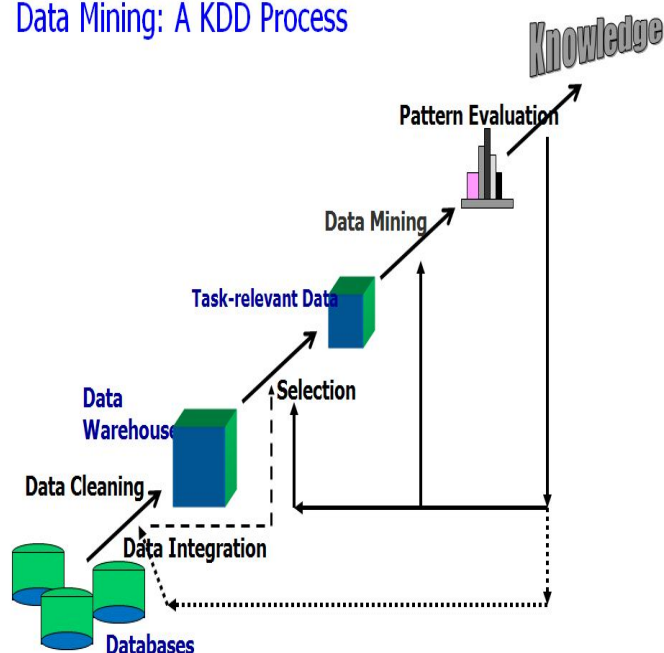 Data Mining: A KDD Process
Knowledge
Pattern Evaluation
Data Mining
Task-relevant Data
Selection
Data
Warehouse
Data Cleaning
Data Integration
Databases